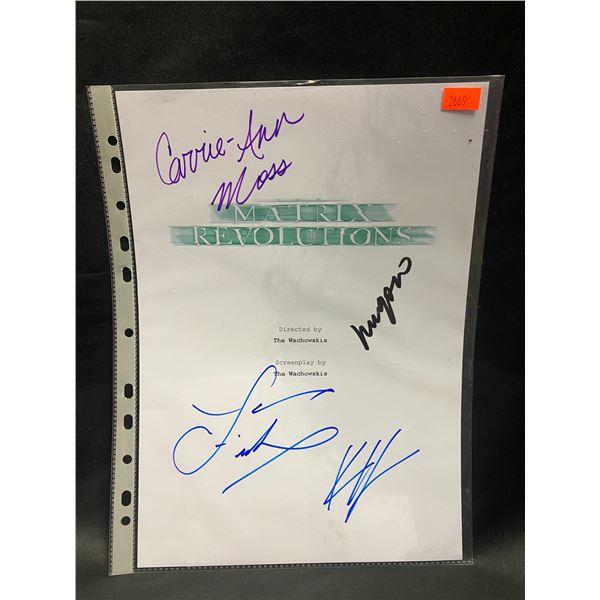 2669
Carrie-Ann
Moss
MATRIX
REVOLUTIONS
Directed by
The Wachowskis
Screenplay by
The Wachowskis